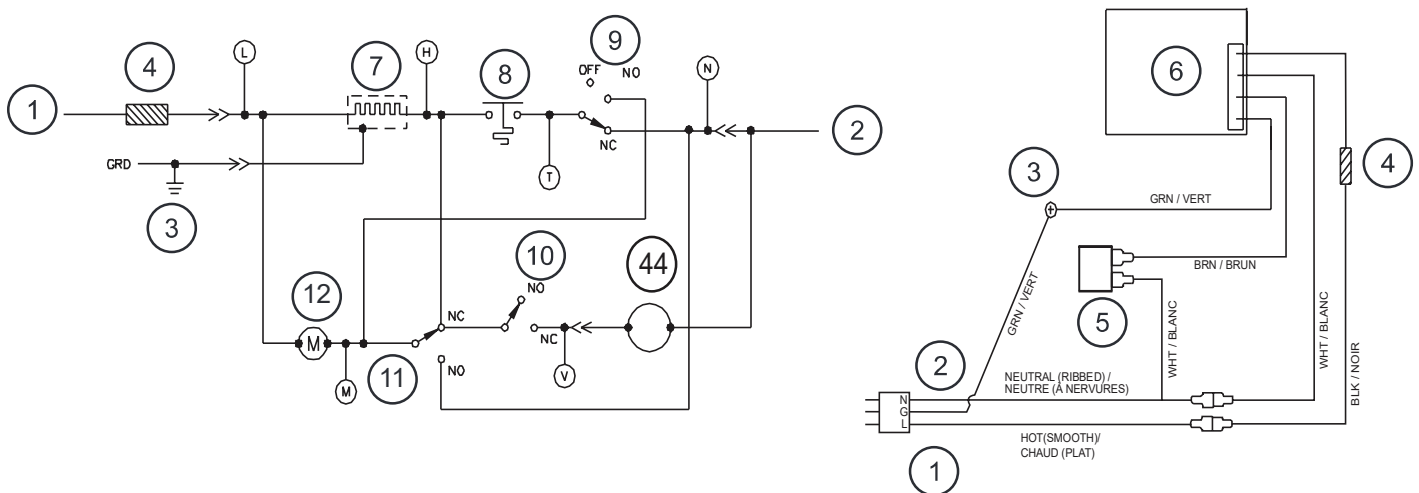 1
4
L
7
H
8
9
OFF NO
N
NC
2
GRD
3
T
12
M
M
11
NC
NO
10
NO
NC
V
44
6
4
3
GRN / VERT
BRN / BRUN
5
GRN / VERT
WHT / BLANC
WHT / BLANC
BLK / NOIR
2
NEUTRAL (RIBBED) /
NEUTRE (À NERVURES)
N
G
L
HOT(SMOOTH)/
CHAUD (PLAT)
1